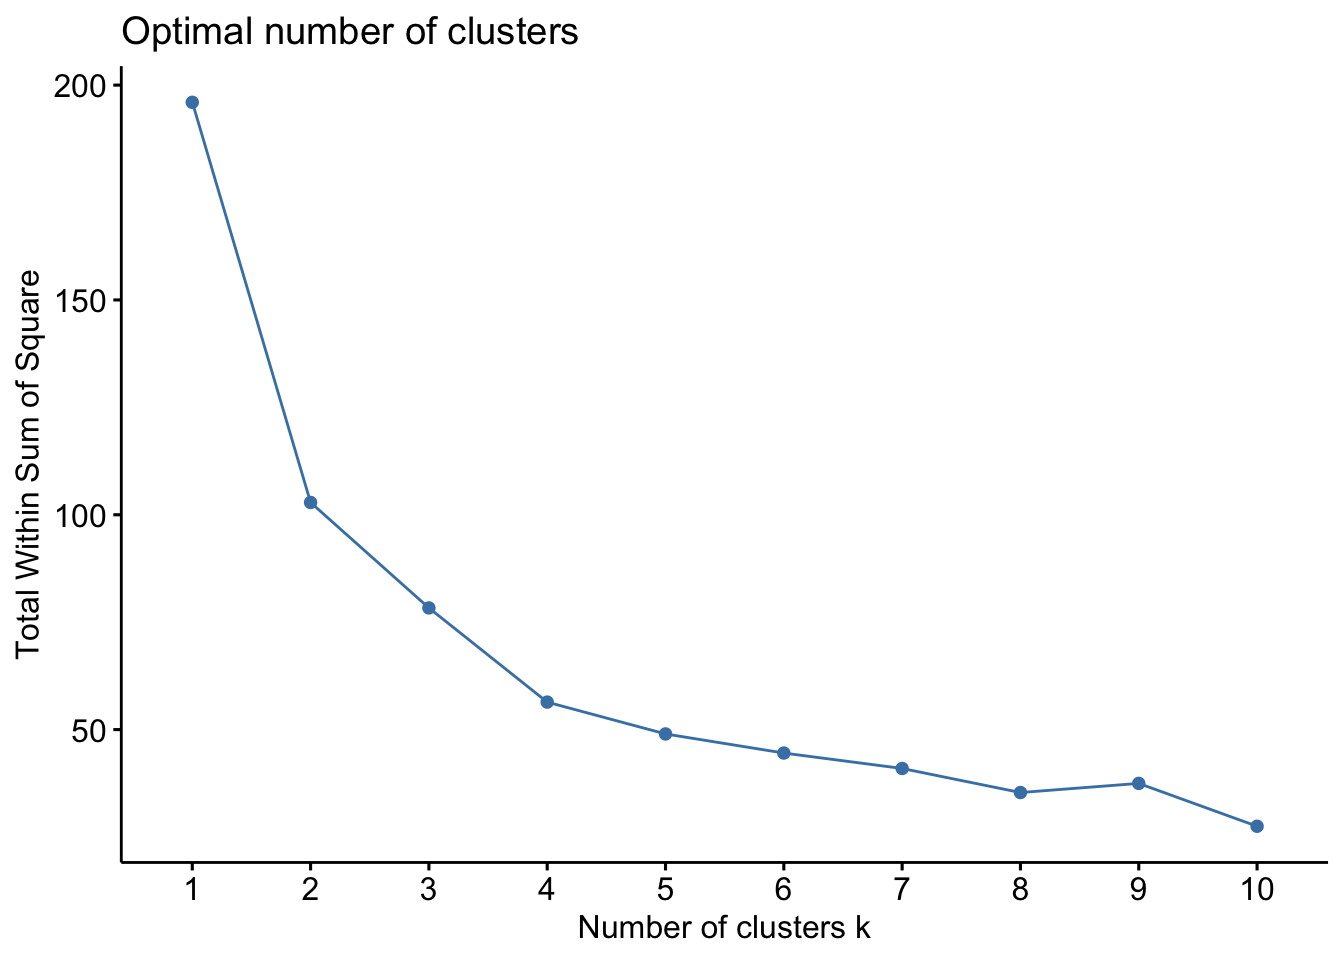 Optimal number of clusters
Total Within Sum of Square
200
150
100
50
1 2 3 4 5 6 7 8 9 10
Number of clusters k